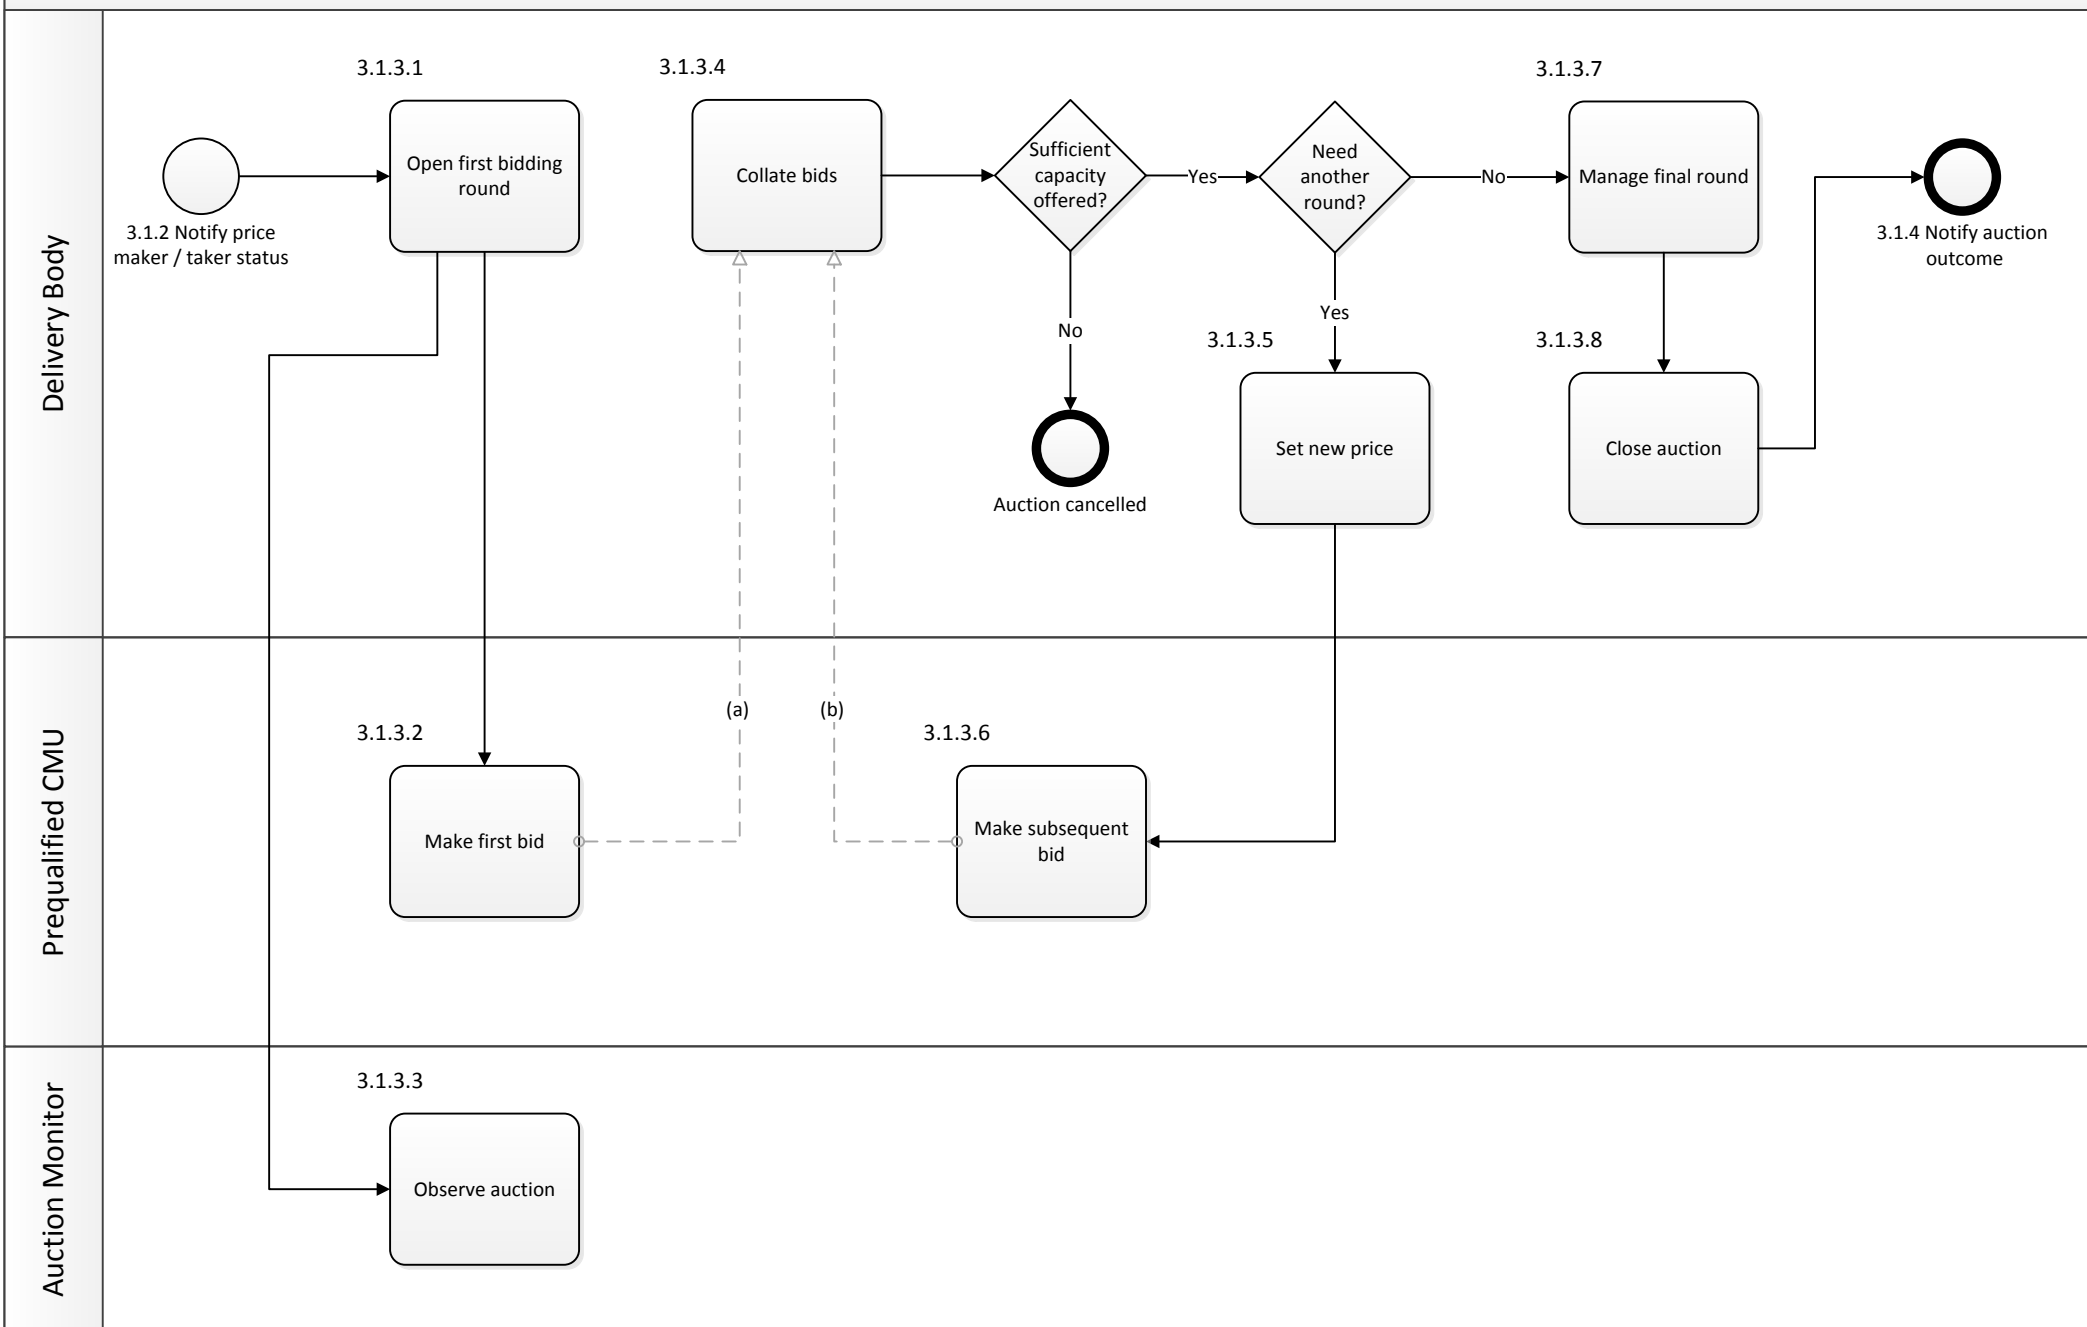 Delivery Body
3.1.3.1
3.1.3.4
3.1.3.7
Open first bidding
round
Collate bids
Sufficient
capacity
offered?
Yes
Need
another
round?
No
Manage final round
3.1.2 Notify price
maker / taker status
3.1.4 Notify auction
outcome
No
Yes
3.1.3.5
3.1.3.8
Auction cancelled
Set new price
Close auction
Prequalified CMU
(a)
(b)
3.1.3.2
3.1.3.6
Make first bid
Make subsequent
bid
Auction Monitor
3.1.3.3
Observe auction